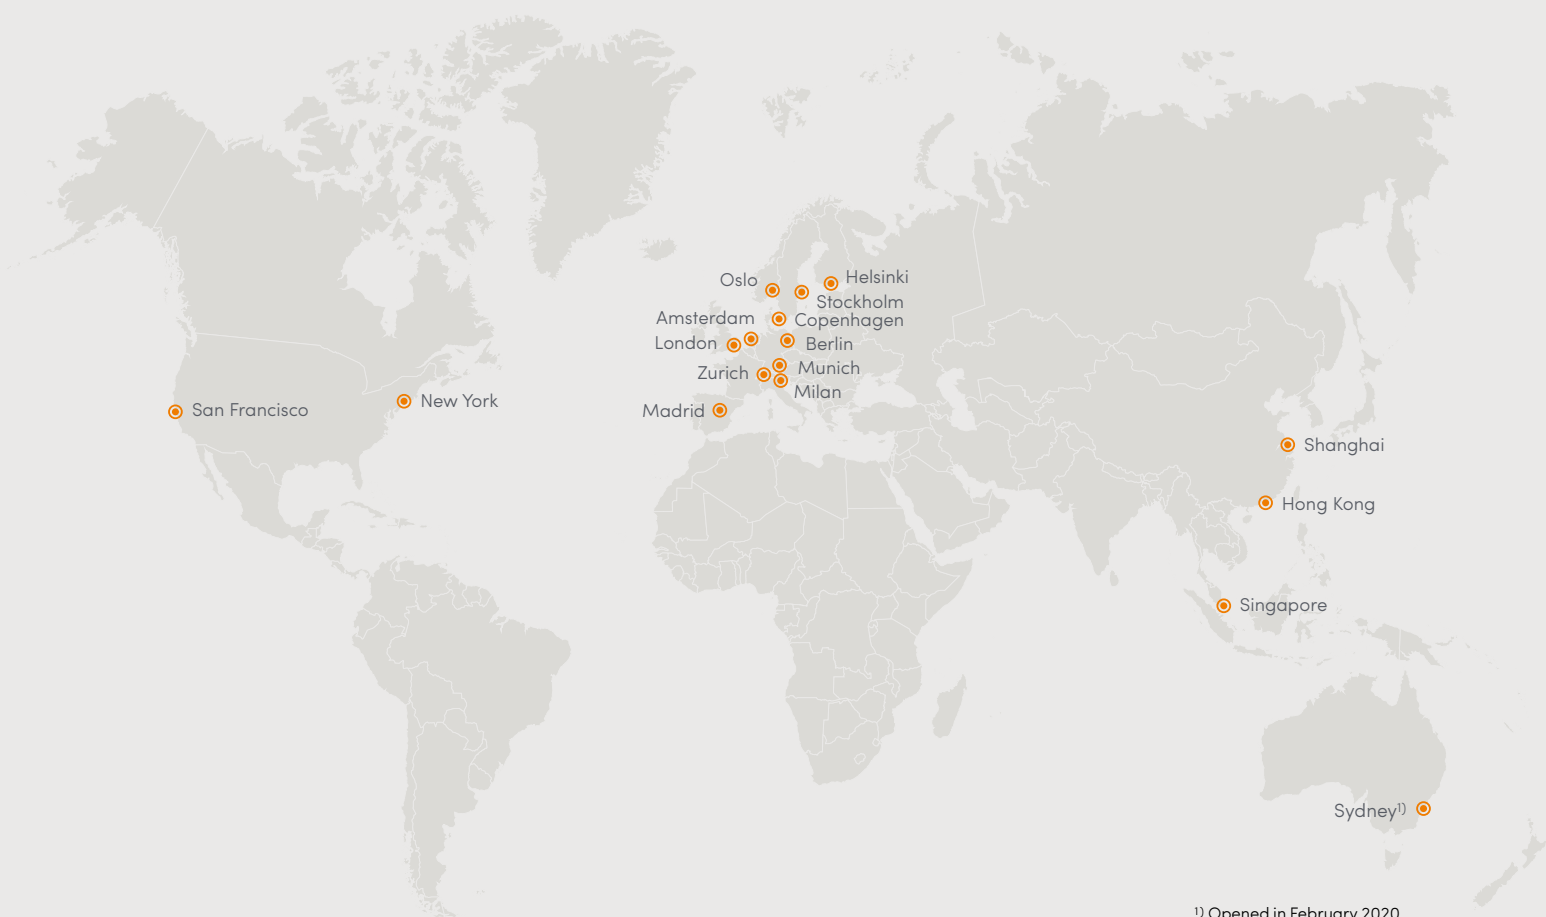 Oslo
Helsinki
Stockholm
Amsterdam
Copenhagen
London
Berlin
Munich
Zurich
Milan
Madrid
San Francisco
New York
Shanghai
Hong Kong
Singapore
Sydney¹⁾
¹⁾ Opened in February 2020